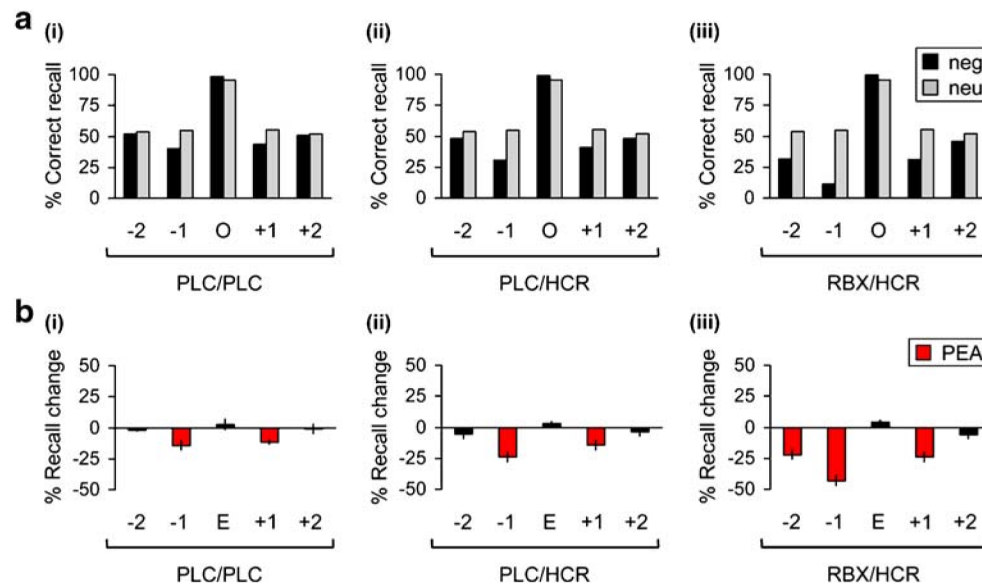 a (i) (ii) (iii)
neg
neu
% Correct recall % Correct recall % Correct recall
100 100 100
75 75 75
50 50 50
25 25 25
0 0 0
-2 -1 O +1 +2 -2 -1 O +1 +2 -2 -1 O +1 +2
PLC/PLC PLC/HCR RBX/HCR
b (i) (ii) (iii)
PEA
% Recall change % Recall change % Recall change
50 50 50
25 25 25
0 0 0
-25 -25 -25
-50 -50 -50
-2 -1 E +1 +2 -2 -1 E +1 +2 -2 -1 E +1 +2
PLC/PLC PLC/HCR RBX/HCR